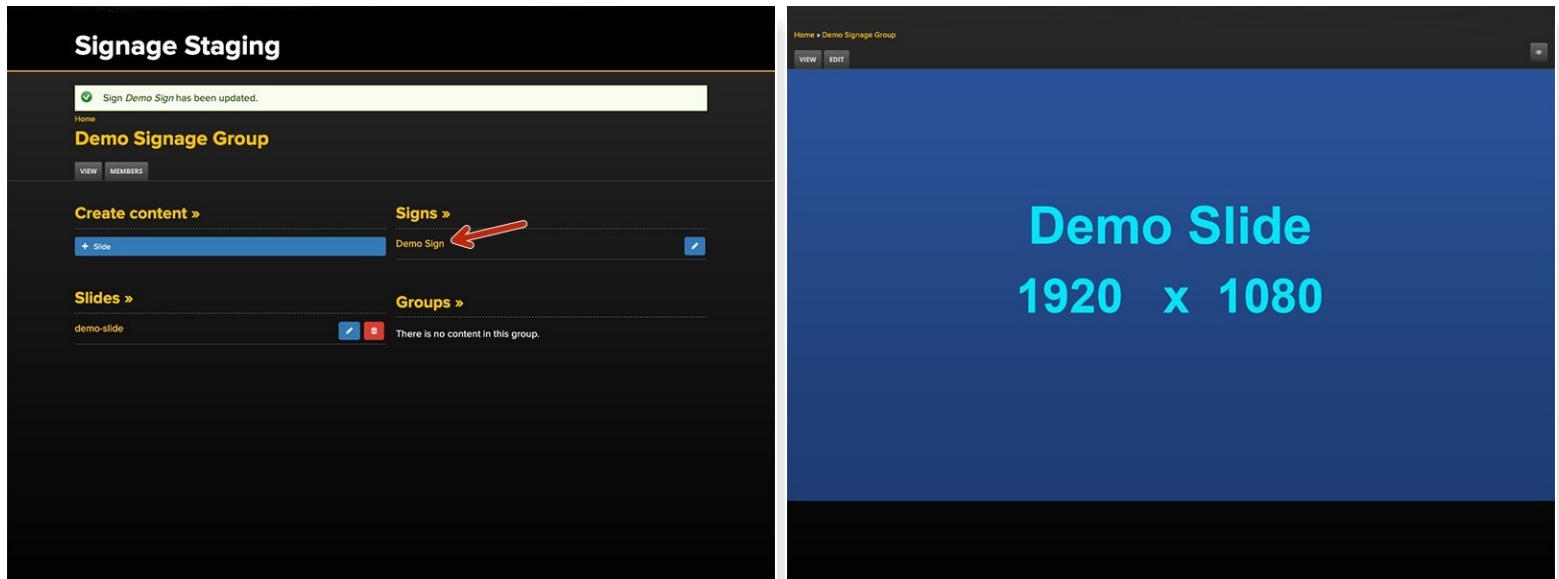 Signage Staging
Sign Demo Sign has been updated.
Home
Demo Signage Group
VIEW MEMBERS
Create content »
+ Slide
Signs »
Demo Sign
Slides »
demo-slide
Groups »
There is no content in this group.
Home » Demo Signage Group
VIEW EDIT
Demo Slide
1920 x 1080